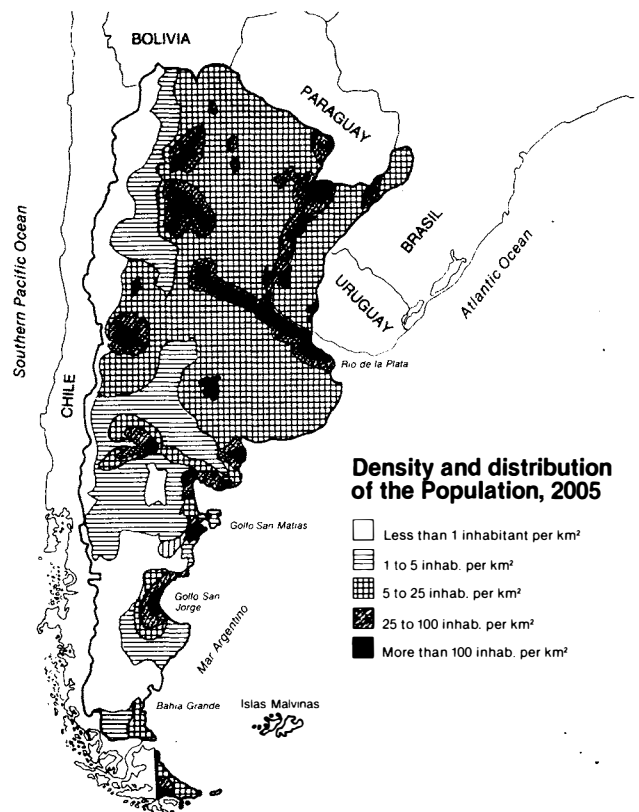 BOLIVIA
PARAGUAY
BRASIL
Atlantic Ocean
URUGUAY
Southern Pacific Ocean
CHILE
Rio de la Plata
Density and distribution
of the Population, 2005
Less than 1 inhabitant per km²
1 to 5 inhab. per km²
5 to 25 inhab. per km²
25 to 100 inhab. per km²
More than 100 inhab. per km²
Golfo San Matias
Golfo San
Jorge
Mar Argentino
Bahia Grande
Islas Malvinas